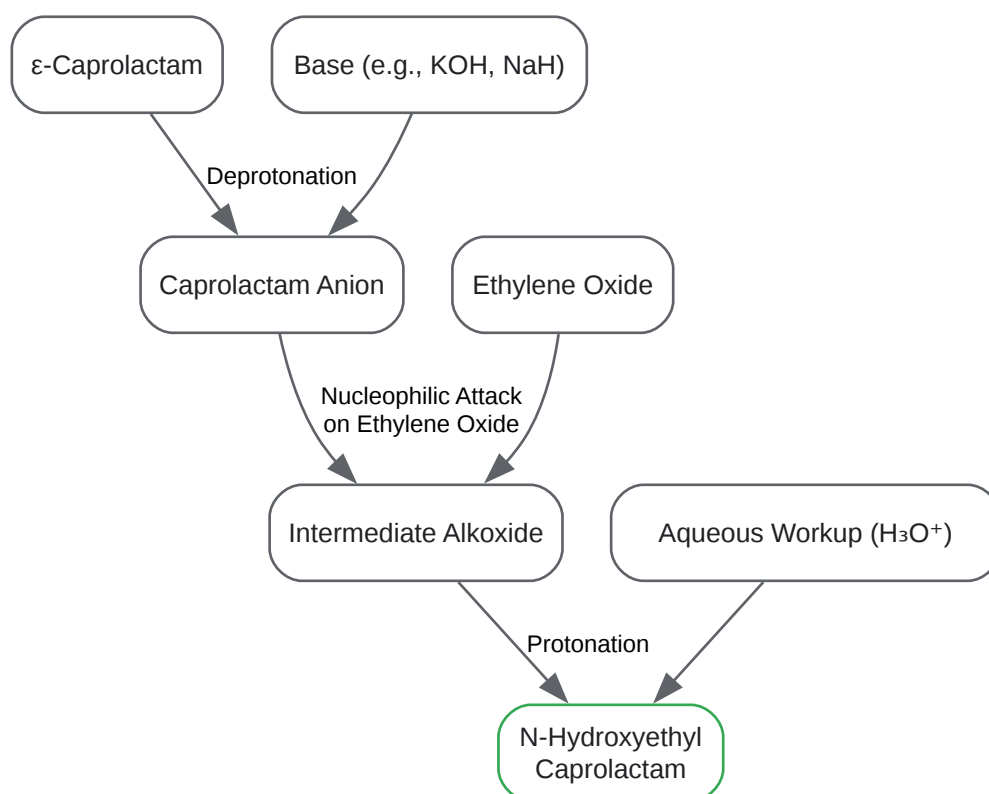 ε-Caprolactam
Base (e.g., KOH, NaH)
Deprotonation
Caprolactam Anion
Ethylene Oxide
Nucleophilic Attack
on Ethylene Oxide
Intermediate Alkoxide
Aqueous Workup (H₃O⁺)
Protonation
N-Hydroxyethyl
Caprolactam